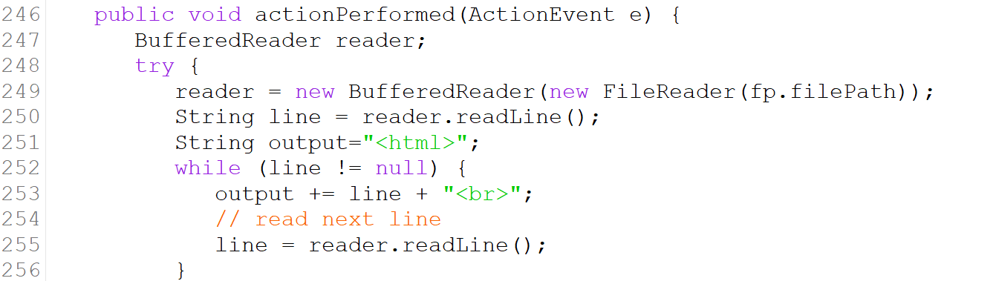 246    public void actionPerformed(ActionEvent e) {
247       BufferedReader reader;
248       try {
249          reader = new BufferedReader(new FileReader(fp.filePath));
250          String line = reader.readLine();
251          String output="<html>";
252          while (line != null) {
253             output += line + "<br>";
254             // read next line
255             line = reader.readLine();
256          }